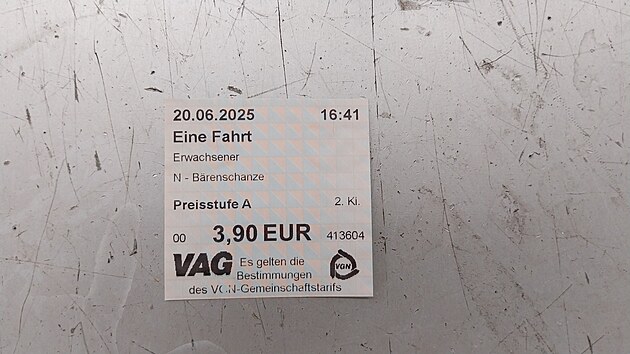 20.06.2025 16:41
Eine Fahrt
Erwachsener
N - Bärenschanze
Preisstufe A 2. Kl.
00 3,90 EUR 413604
VAG Es gelten die VGN
Bestimmungen
des VGN-Gemeinschaftstarifs